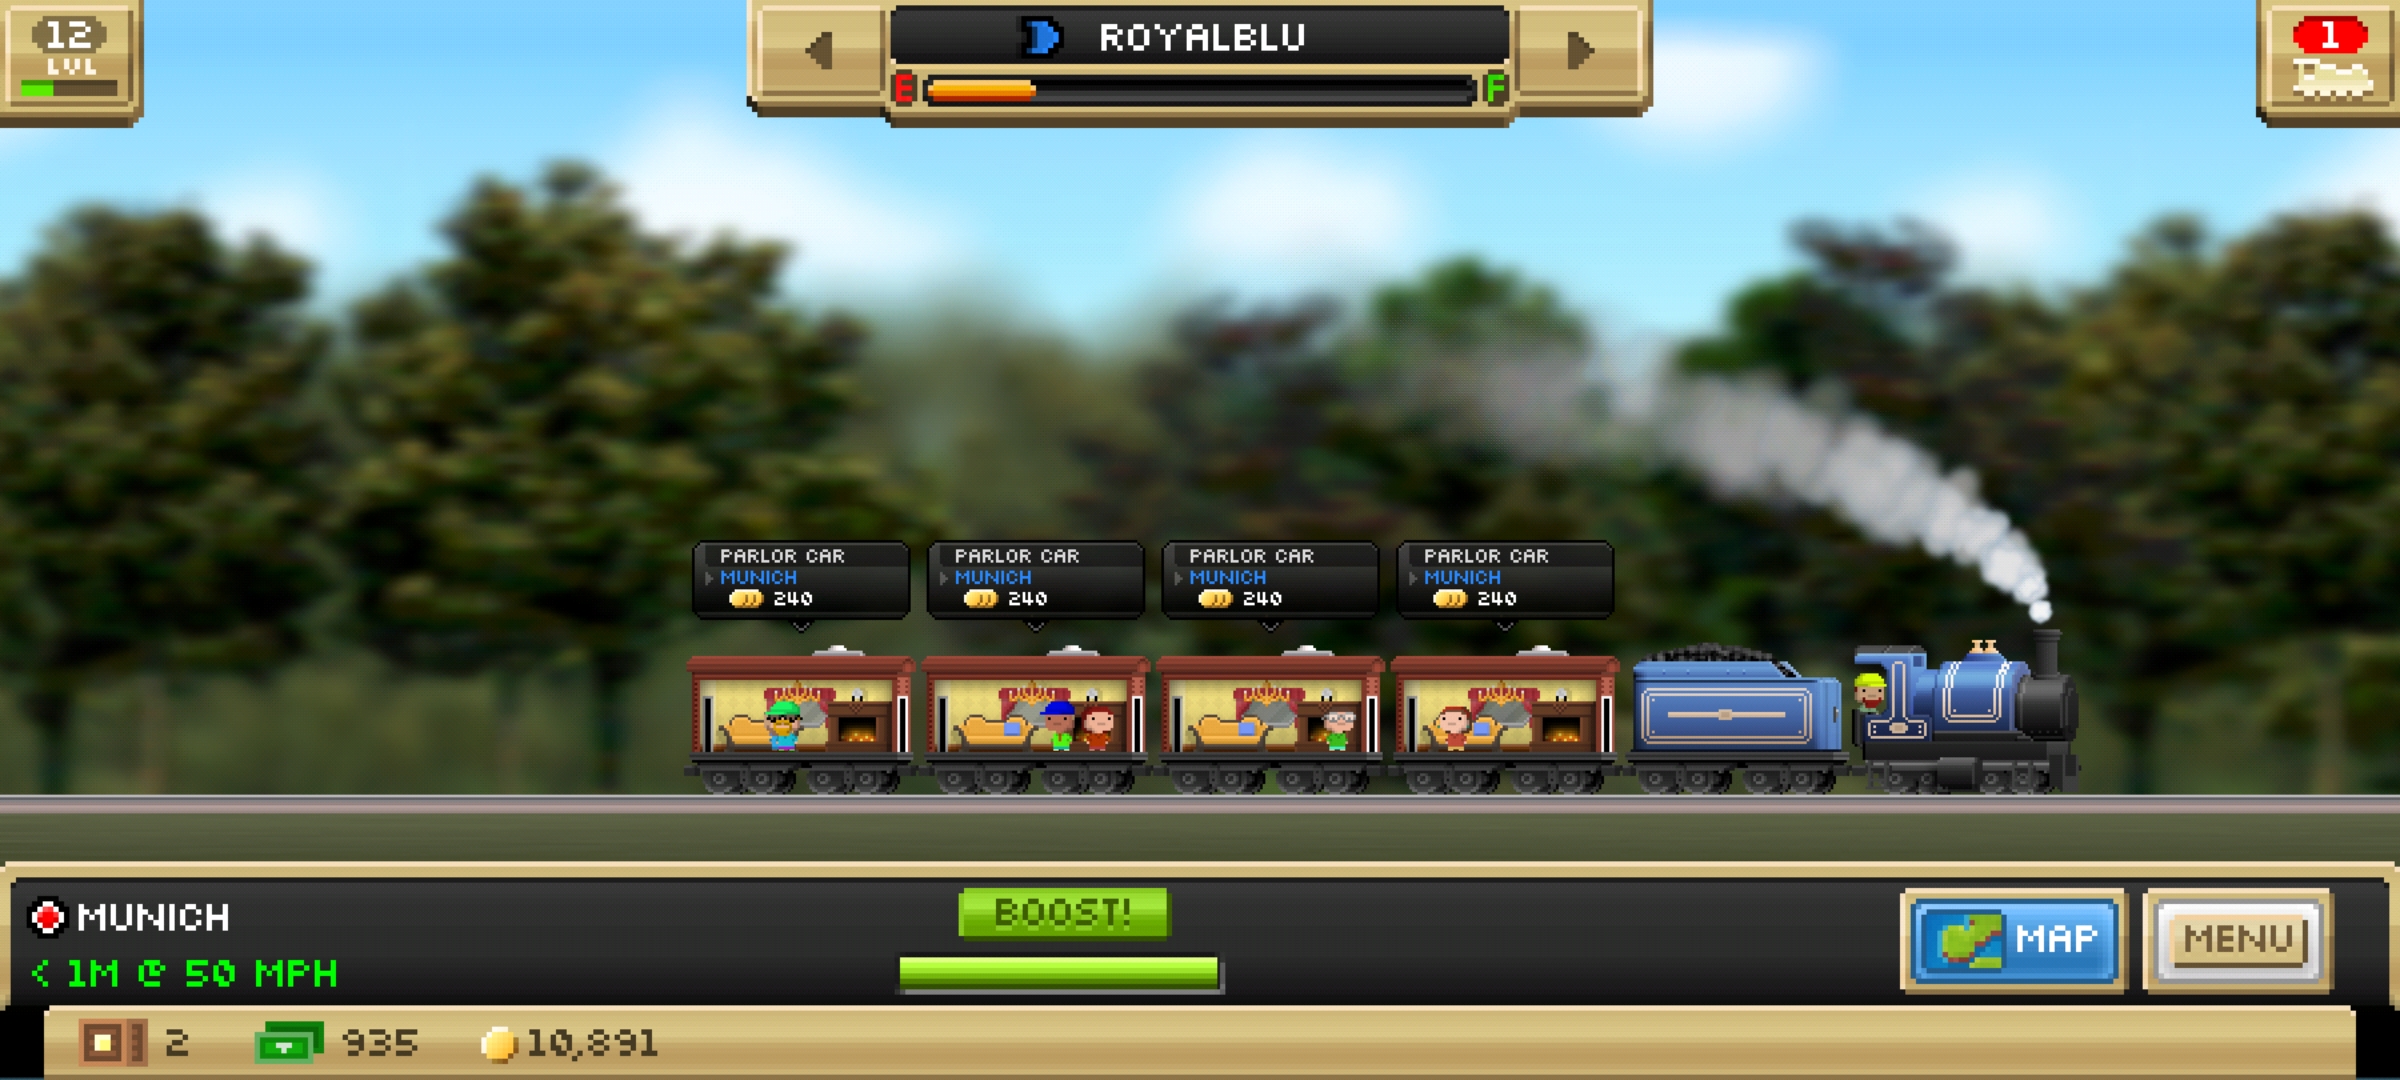 12
LVL
ROYALBLU
E F
1
PARLOR CAR
MUNICH
240
PARLOR CAR
MUNICH
240
PARLOR CAR
MUNICH
240
PARLOR CAR
MUNICH
240
MUNICH
< 1M @ 50 MPH
BOOST!
MAP
MENU
2 935 10,891